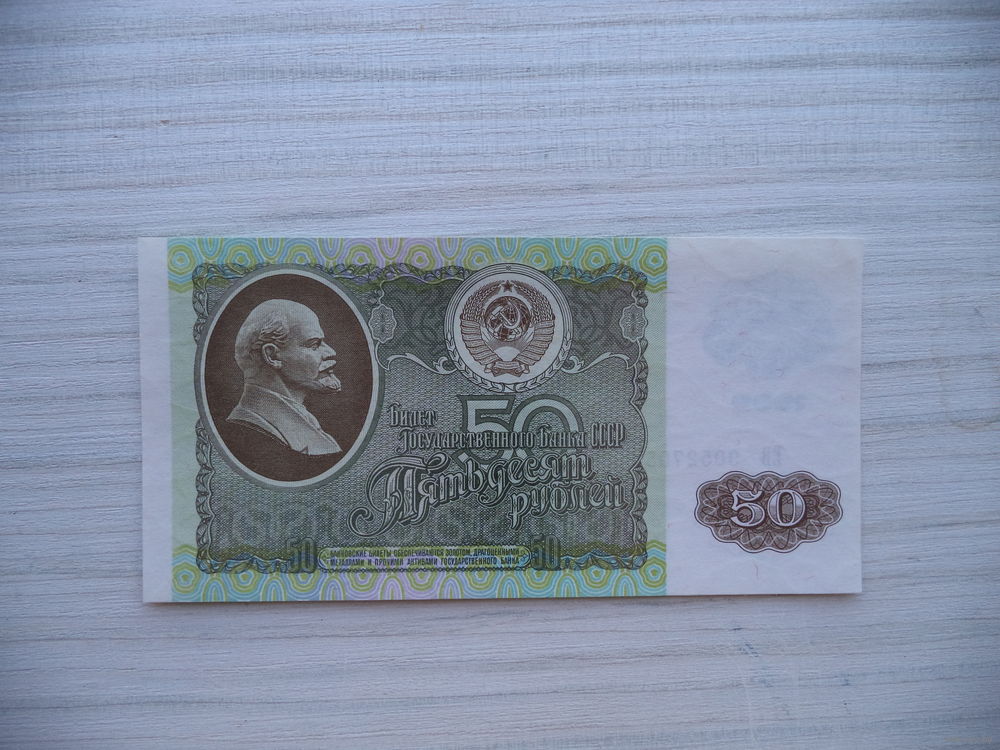 Билет
Государственного Банка СССР
50
Пятьдесят
рублей
50
БАНКОВСКИЕ БИЛЕТЫ ОБЕСПЕЧИВАЮТСЯ ЗОЛОТОМ, ДРАГОЦЕННЫМИ
МЕТАЛЛАМИ И ПРОЧИМИ АКТИВАМИ ГОСУДАРСТВЕННОГО БАНКА
50
50